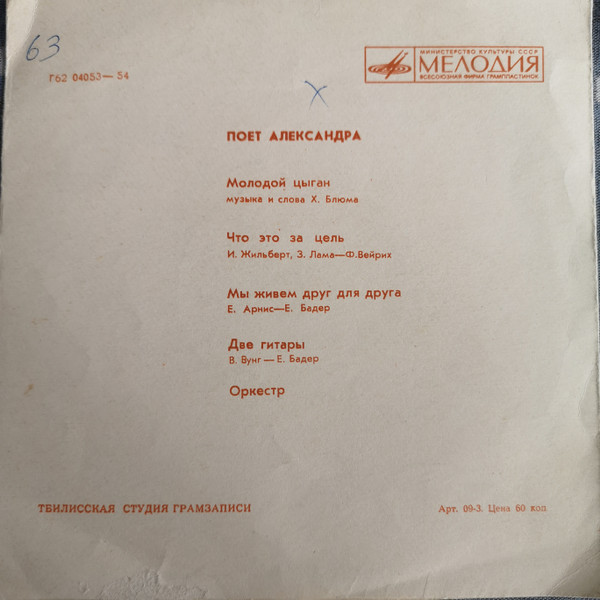 63
Г62 04053—54
МИНИСТЕРСТВО КУЛЬТУРЫ СССР
МЕЛОДИЯ
ВСЕСОЮЗНАЯ ФИРМА ГРАМПЛАСТИНОК
X
ПОЕТ АЛЕКСАНДРА
Молодой цыган
музыка и слова Х. Блюма
Что это за цель
И. Жильберт, З. Лама—Ф.Вейрих
Мы живем друг для друга
Е. Арнис—Е. Бадер
Две гитары
В. Вунг—Е. Бадер
Оркестр
ТБИЛИССКАЯ СТУДИЯ ГРАМЗАПИСИ
Арт. 09-3. Цена 60 коп